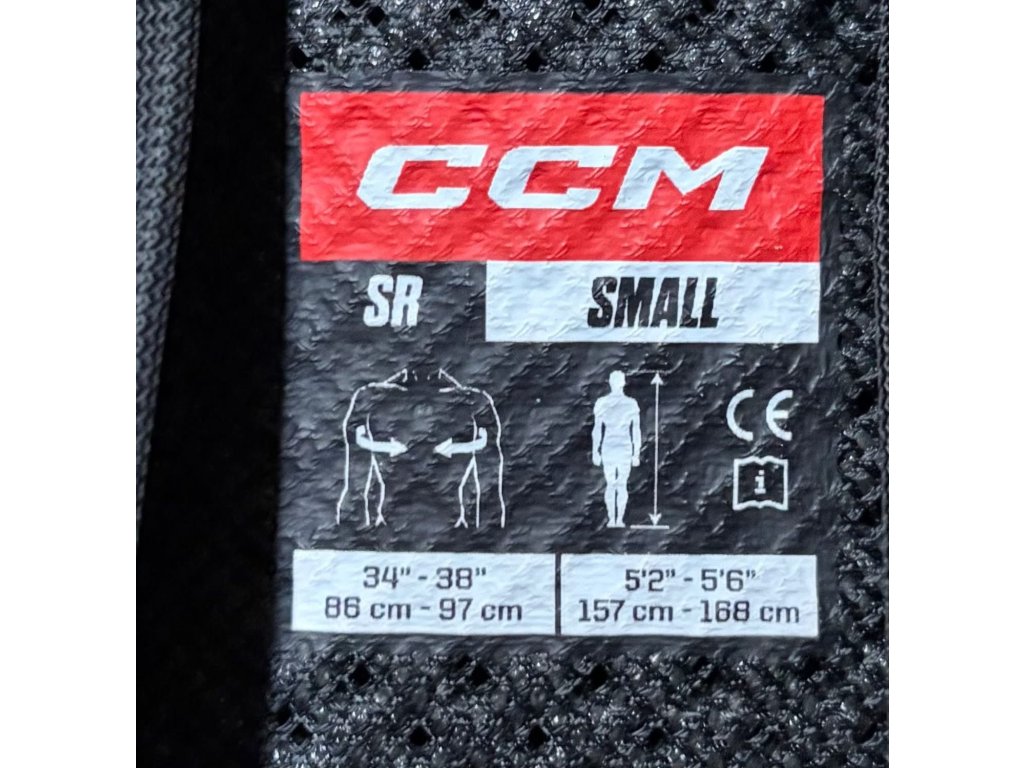 CCM
SR SMALL
CE
i
34" - 38" 5'2" - 5'6"
86 cm - 97 cm 157 cm - 168 cm